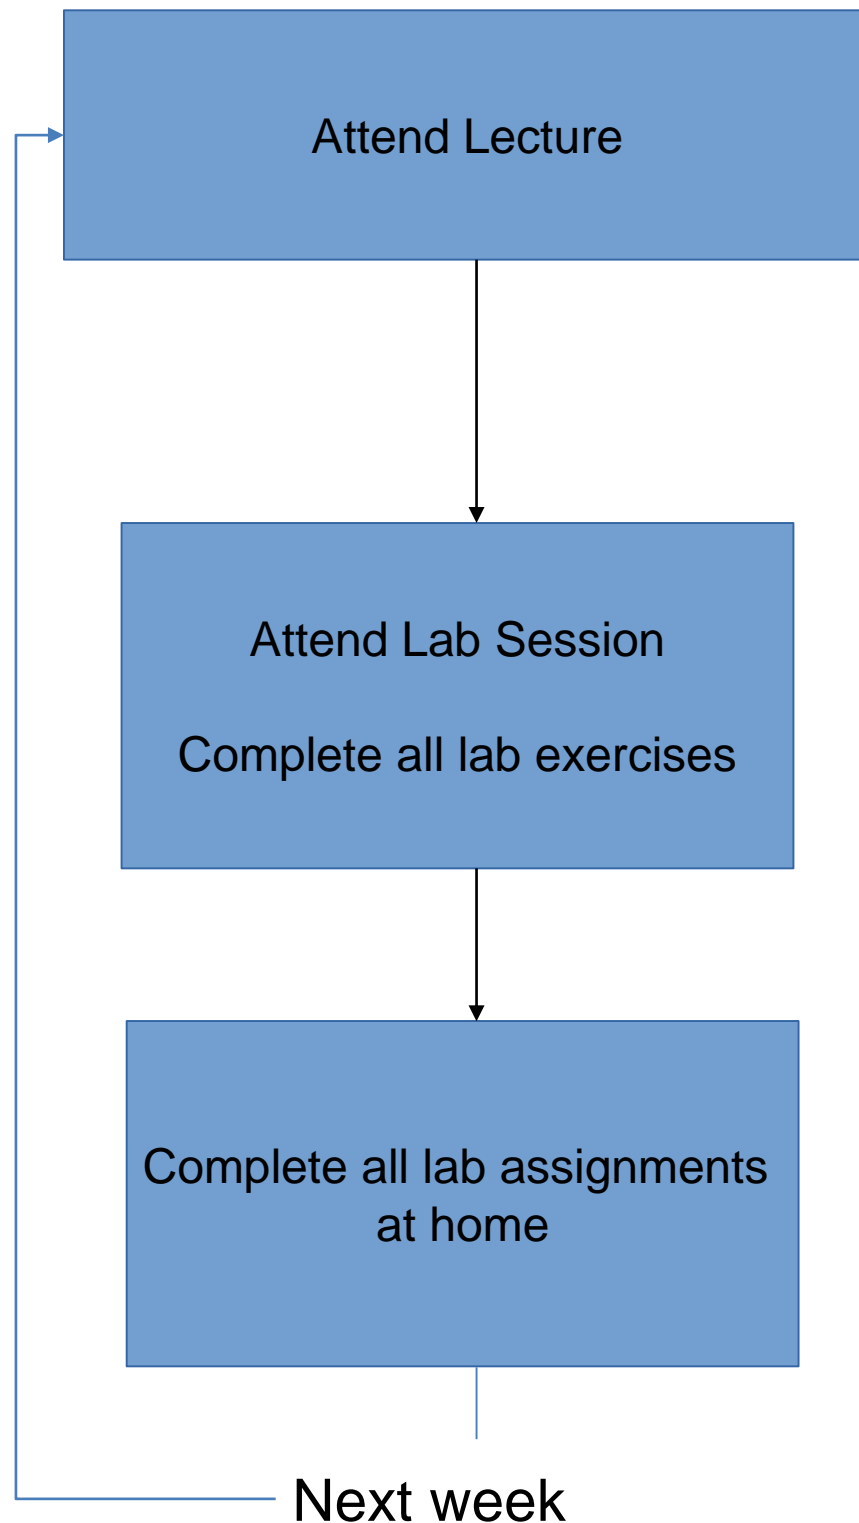 Attend Lecture
Attend Lab Session
Complete all lab exercises
Complete all lab assignments
at home
Next week